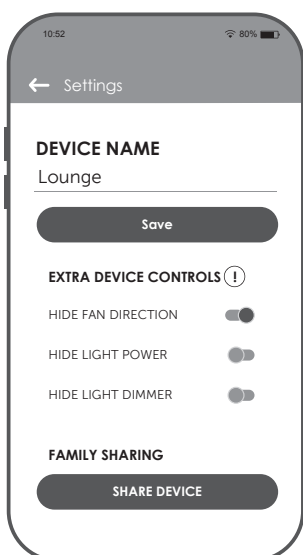 10:52 80%
Settings
DEVICE NAME
Lounge
Save
EXTRA DEVICE CONTROLS !
HIDE FAN DIRECTION
HIDE LIGHT POWER
HIDE LIGHT DIMMER
FAMILY SHARING
SHARE DEVICE